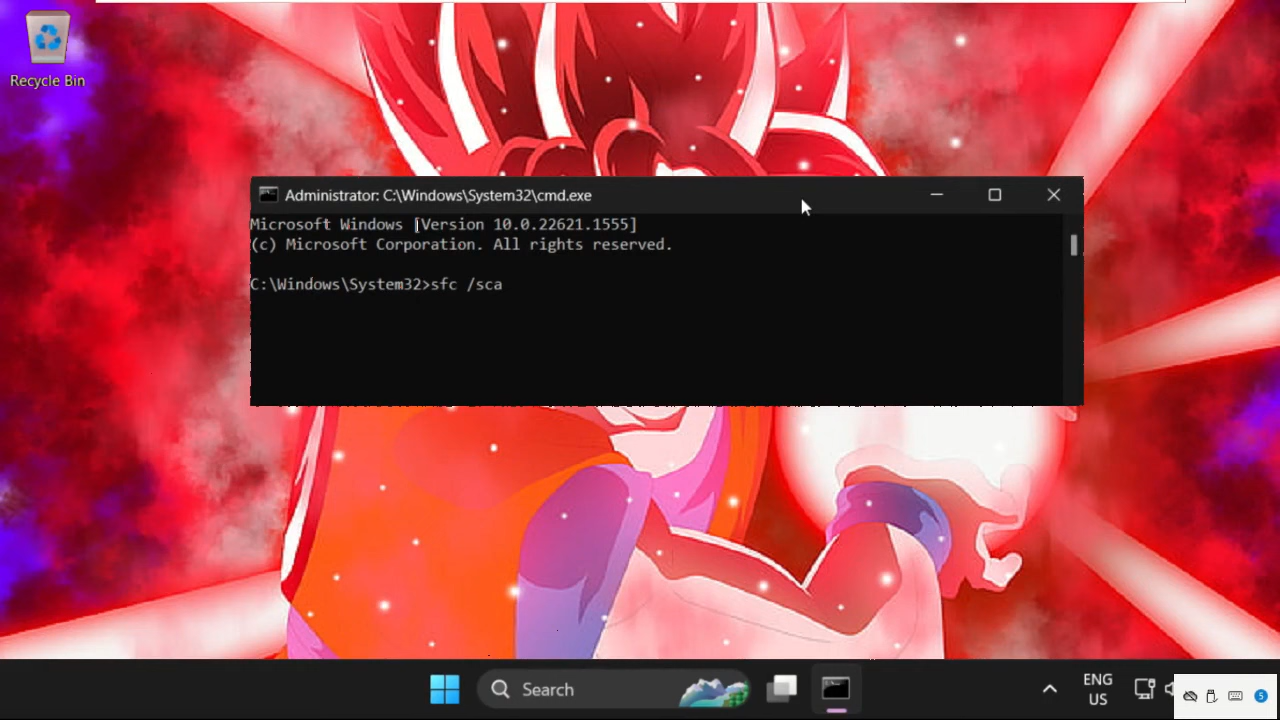 Recycle Bin
Administrator: C:\Windows\System32\cmd.exe
Microsoft Windows [Version 10.0.22621.1555]
(c) Microsoft Corporation. All rights reserved.
C:\Windows\System32>sfc /sca
Search
ENG
US
5